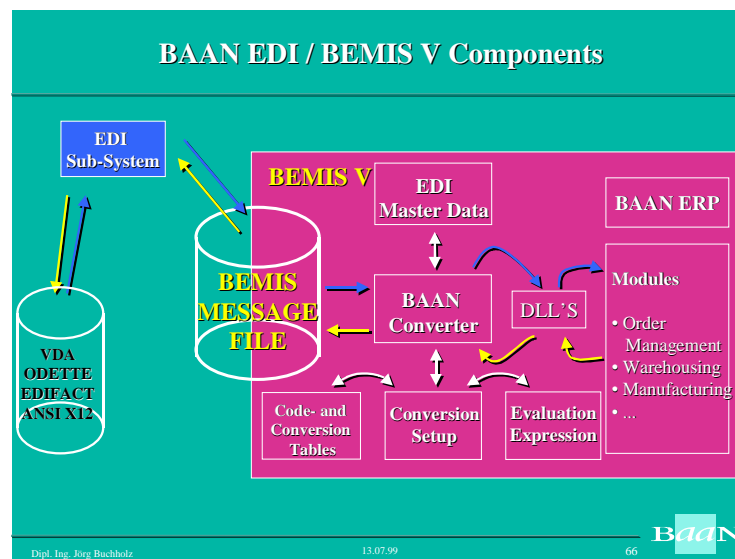 BAAN EDI / BEMIS V Components
EDI
Sub-System
BEMIS V
EDI
Master Data
BAAN ERP
BEMIS
MESSAGE
FILE
BAAN
Converter
DLL'S
Modules
• Order
Management
• Warehousing
• Manufacturing
• ...
VDA
ODETTE
EDIFACT
ANSI X12
Code- and
Conversion
Tables
Conversion
Setup
Evaluation
Expression
Dipl. Ing. Jörg Buchholz
13.07.99
66
BaaN